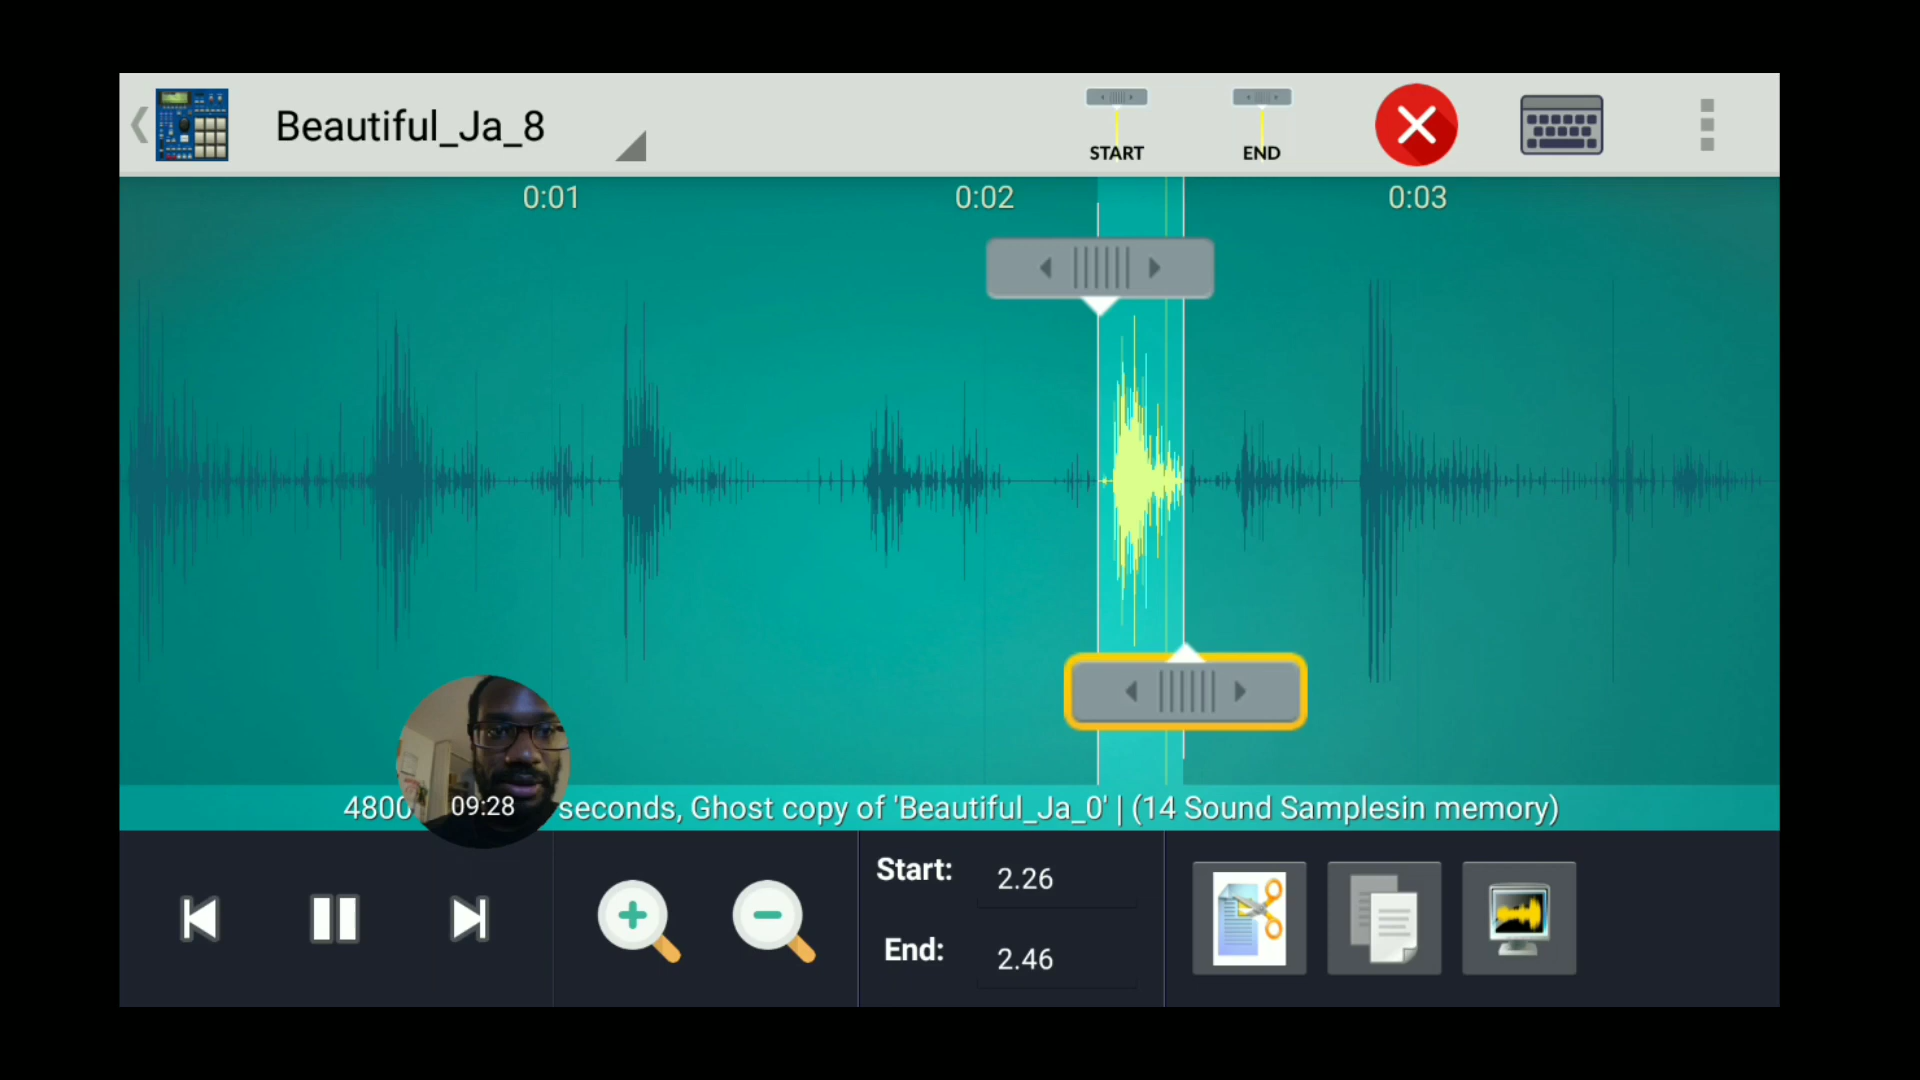 Beautiful_Ja_8
START
END
0:01
0:02
0:03
4800
09:28
seconds, Ghost copy of 'Beautiful_Ja_0' | (14 Sound Samplesin memory)
Start:
2.26
End:
2.46